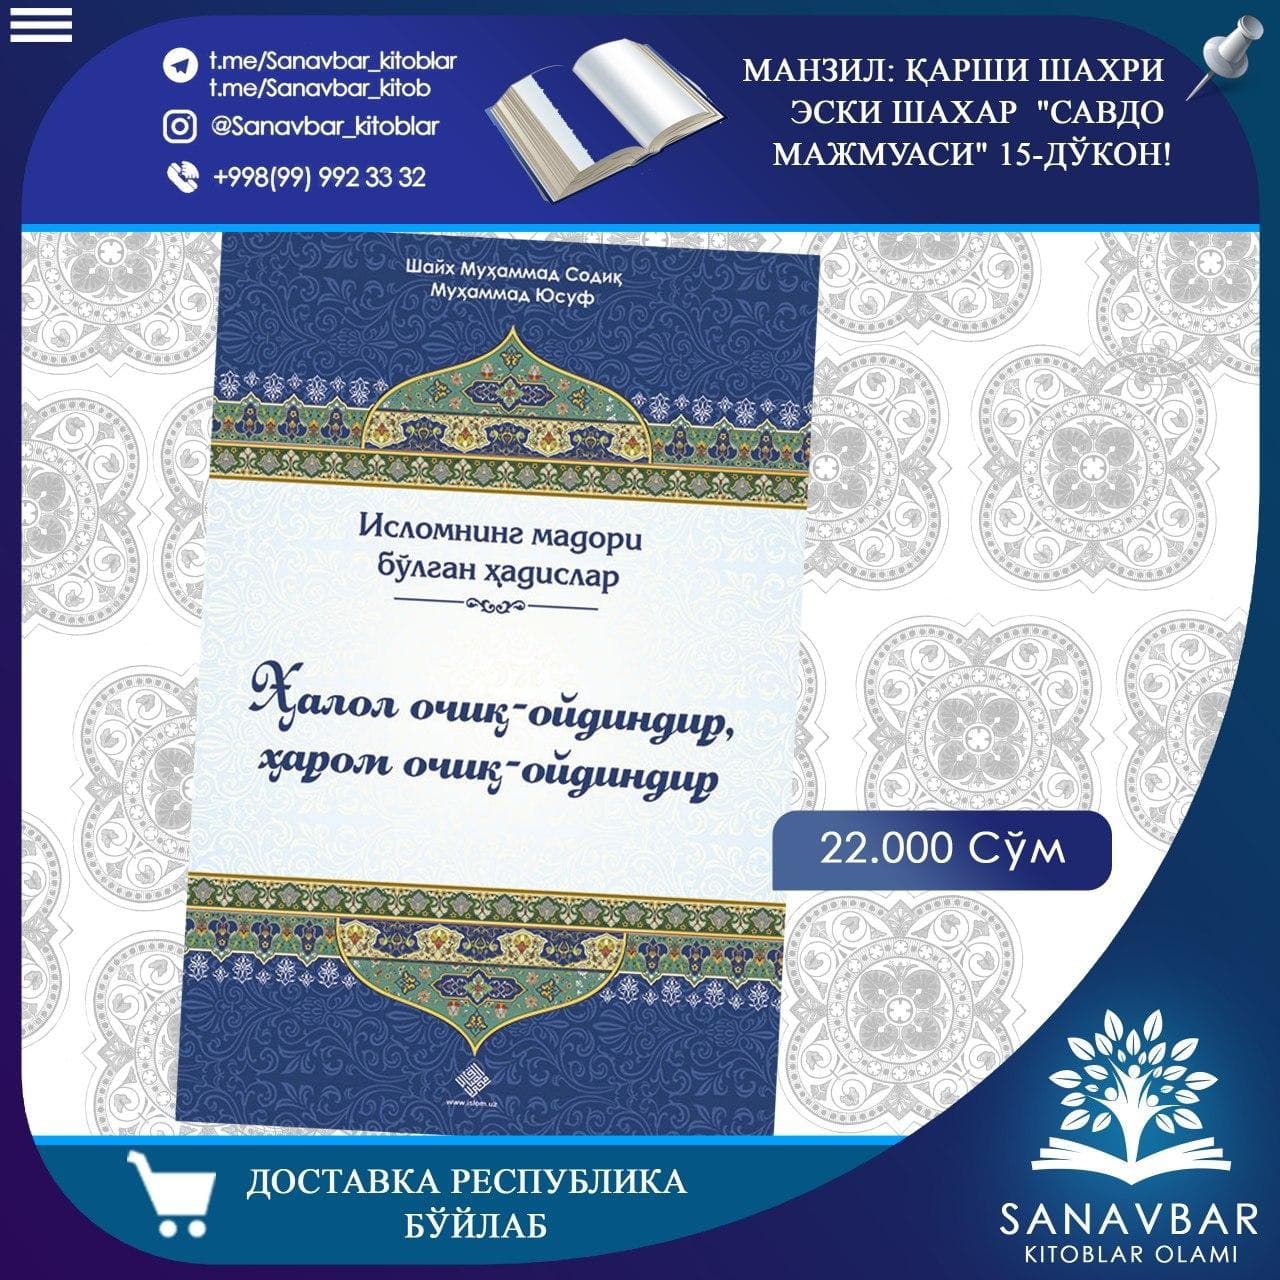 t.me/Sanavbar_kitoblar
t.me/Sanavbar_kitob
@Sanavbar_kitoblar
+998(99) 992 33 32
МАНЗИЛ: ҚАРШИ ШАХРИ
ЭСКИ ШАХАР "САВДО
МАЖМУАСИ" 15-ДЎКОН!
Шайх Муҳаммад Содиқ
Муҳаммад Юсуф
Исломнинг мадори
бўлган ҳадислар
Ҳалол очиқ-ойдиндир,
ҳаром очиқ-ойдиндир
www.islom.uz
22.000 Сўм
ДОСТАВКА РЕСПУБЛИКА
БЎЙЛАБ
SANAVBAR
KITOBLAR OLAMI